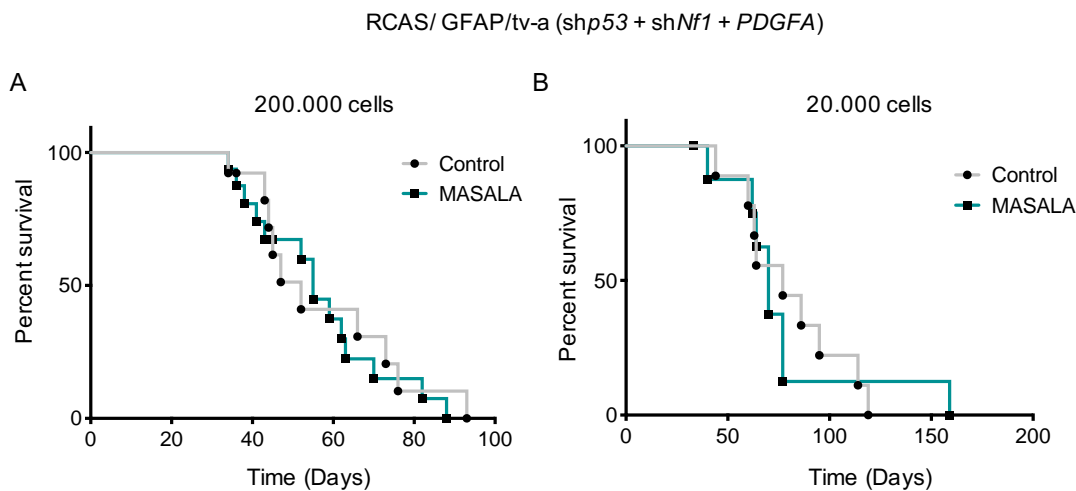 RCAS/ GFAP/tv-a (shp53 + shNf1 + PDGFA)
A
200.000 cells
Percent survival
100
50
0
0 20 40 60 80 100
Time (Days)
Control
MASALA
B
20.000 cells
Percent survival
100
50
0
0 50 100 150 200
Time (Days)
Control
MASALA